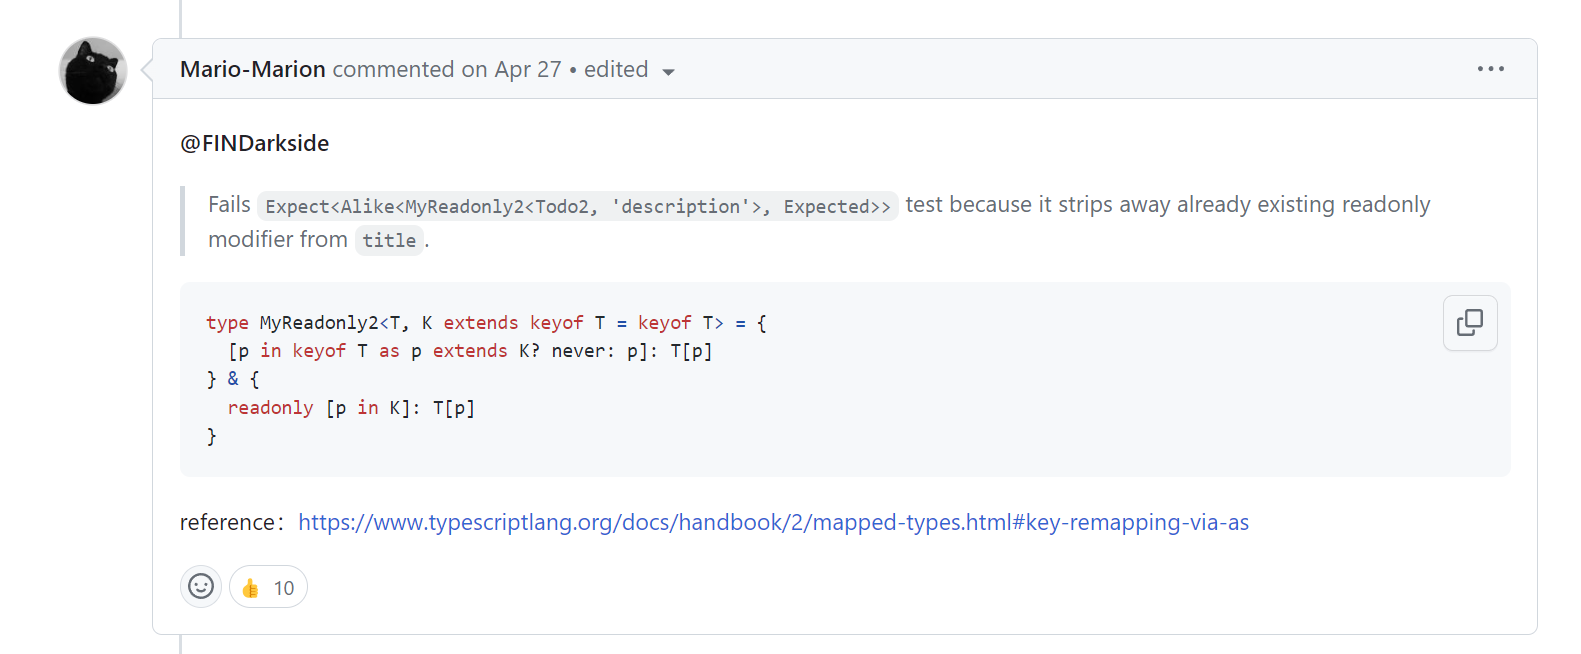 Mario-Marion commented on Apr 27 • edited
@FINDarkside
Fails Expect<Alike<MyReadonly2<Todo2, 'description'>, Expected>> test because it strips away already existing readonly
modifier from title.
type MyReadonly2<T, K extends keyof T = keyof T> = {
  [p in keyof T as p extends K? never: p]: T[p]
} & {
  readonly [p in K]: T[p]
}
reference：https://www.typescriptlang.org/docs/handbook/2/mapped-types.html#key-remapping-via-as
👍 10